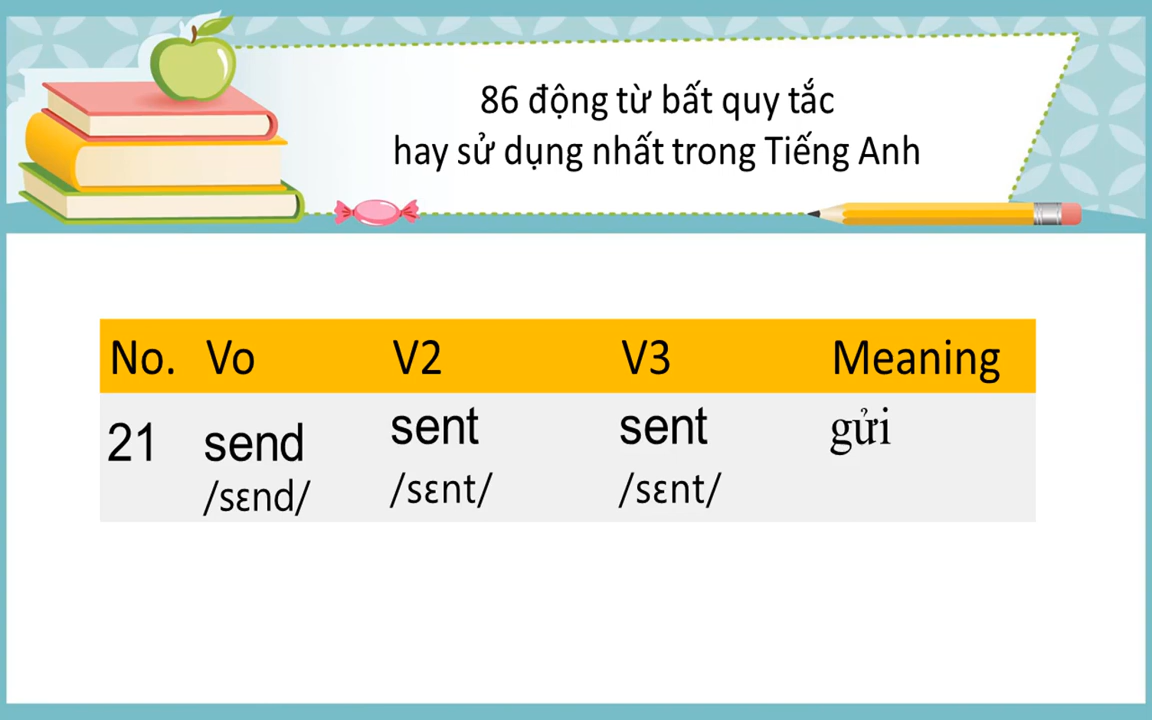 86 động từ bất quy tắc
hay sử dụng nhất trong Tiếng Anh
No. Vo V2 V3 Meaning
21 send sent sent gửi
/sɛnd/ /sɛnt/ /sɛnt/